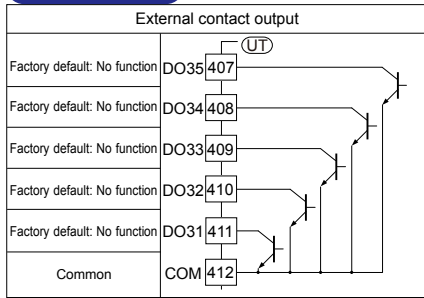 External contact output
UT
Factory default: No function DO35 407
Factory default: No function DO34 408
Factory default: No function DO33 409
Factory default: No function DO32 410
Factory default: No function DO31 411
Common COM 412